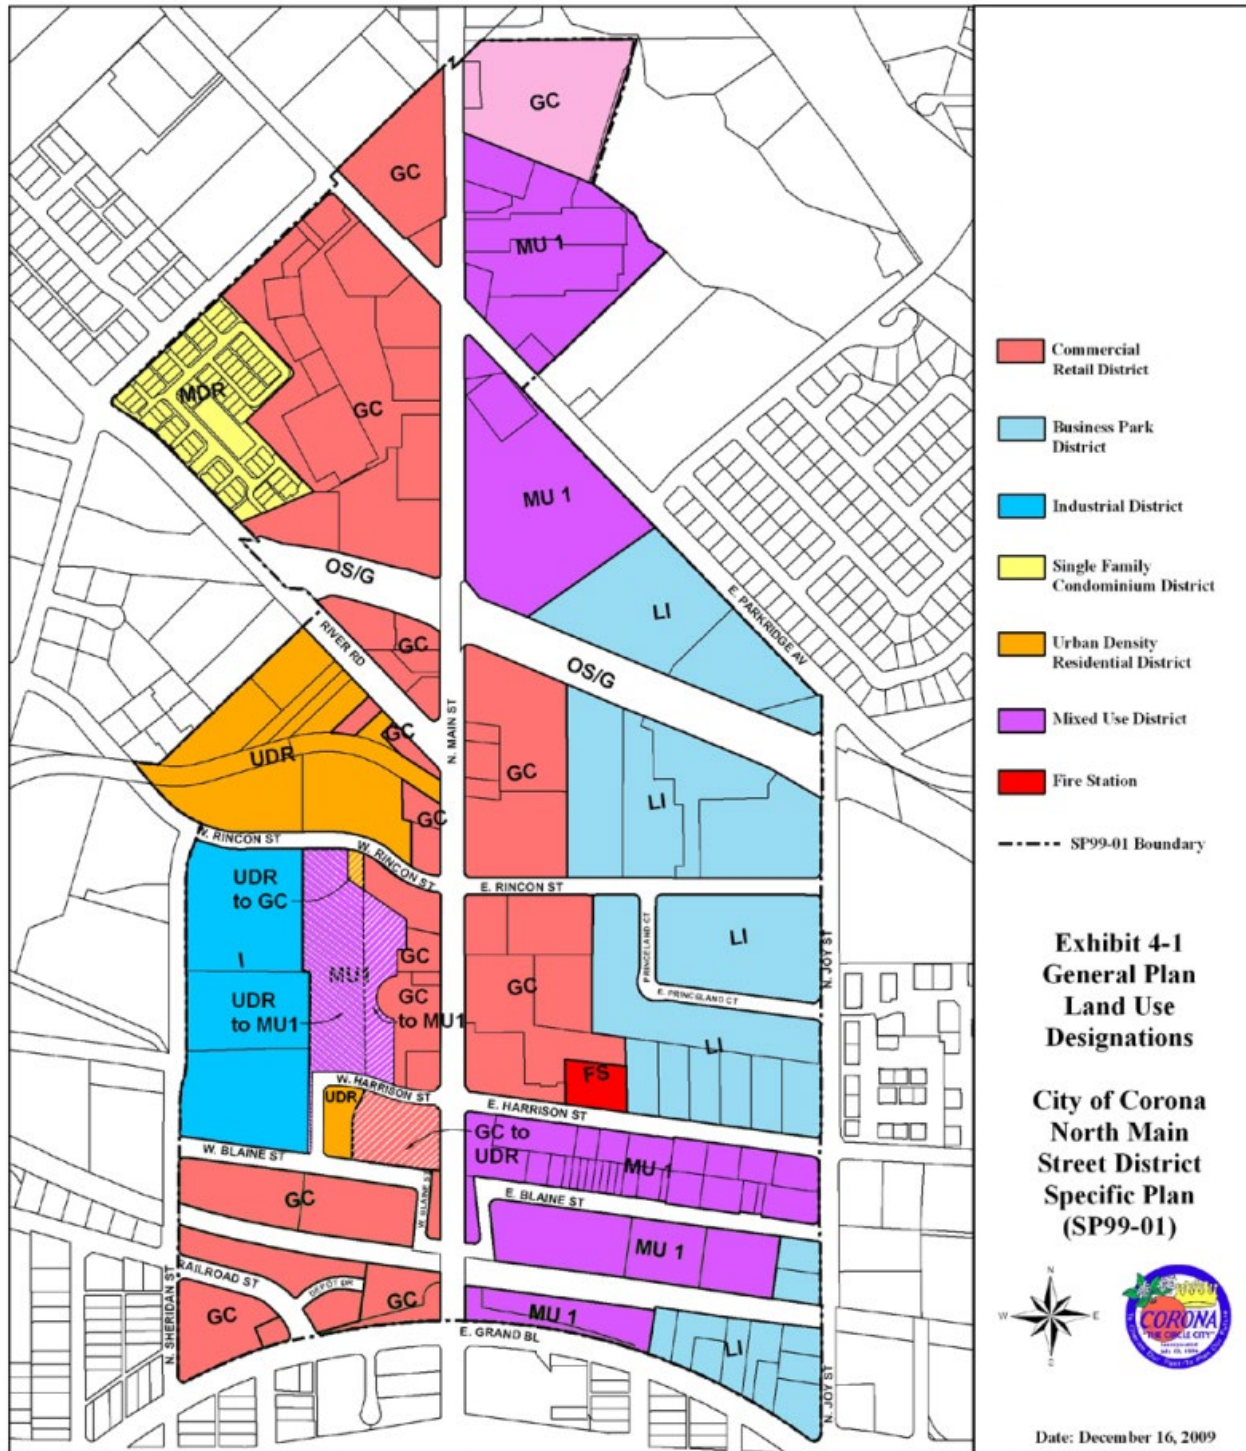 GC
GC
MU 1
MDR
GC
MU 1
OS/G
LI
E. PARKRIDGE AV
RIVER RD
GC
OS/G
N. MAIN ST
GC
UDR
GC
LI
GC
W. RINCON ST
W. RINCON ST
E. RINCON ST
UDR
to GC
PRINCELAND CT
LI
N. JOY ST
I
MU1
GC
GC
E. PRINCELAND CT
UDR
to MU1
GC
to MU1
LI
FS
W. HARRISON ST
UDR
E. HARRISON ST
GC to
UDR
MU 1
W. BLAINE ST
W. BLAINE S
E. BLAINE ST
GC
MU 1
RAILROAD ST
DEPOT DR
GC
GC
MU 1
E. GRAND BL
LI
N. SHERIDAN ST
N. JOY ST
Commercial
Retail District
Business Park
District
Industrial District
Single Family
Condominium District
Urban Density
Residential District
Mixed Use District
Fire Station
SP99-01 Boundary
Exhibit 4-1
General Plan
Land Use
Designations
City of Corona
North Main
Street District
Specific Plan
(SP99-01)
N
W
E
S
CORONA
"THE CIRCLE CITY"
Date: December 16, 2009